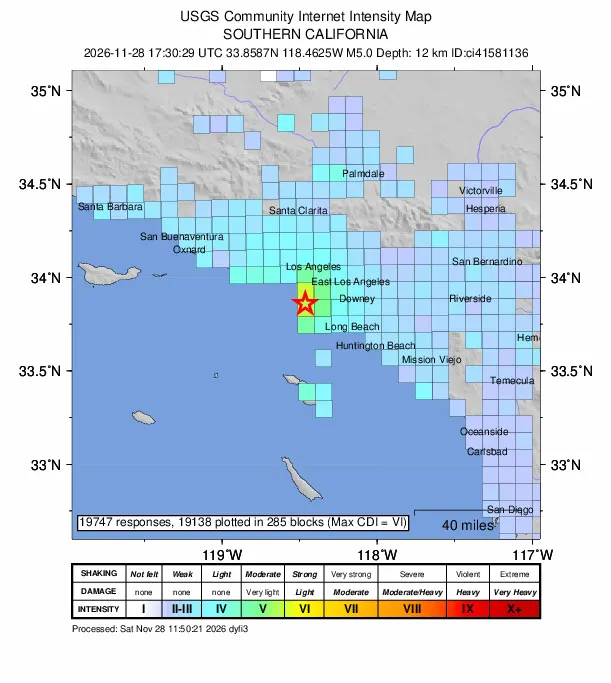 USGS Community Internet Intensity Map
SOUTHERN CALIFORNIA
2026-11-28 17:30:29 UTC 33.8587N 118.4625W M5.0 Depth: 12 km ID:ci41581136
35°N
35°N
Palmdale
34.5°N
34.5°N
Victorville
Santa Barbara
Santa Clarita
Hesperia
San Buenaventura
Oxnard
San Bernardino
Los Angeles
34°N
34°N
East Los Angeles
Downey
Riverside
Long Beach
Huntington Beach
Hem
Mission Viejo
33.5°N
33.5°N
Temecula
Oceanside
Carlsbad
33°N
33°N
San Diego
19747 responses, 19138 plotted in 285 blocks (Max CDI = VI)
40 miles
119°W
118°W
117°W
SHAKING Not felt Weak Light Moderate Strong Very strong Severe Violent Extreme
DAMAGE none none none Very light Light Moderate Moderate/Heavy Heavy Very Heavy
INTENSITY I II-III IV V VI VII VIII IX X+
Processed: Sat Nov 28 11:50:21 2026 dyfi3